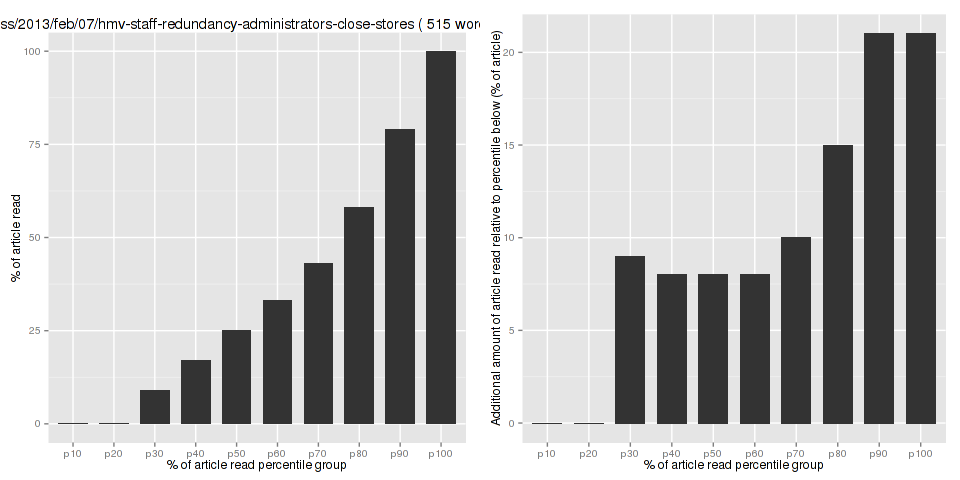 ss/2013/feb/07/hmv-staff-redundancy-administrators-close-stores ( 515 wor
100
75
50
25
0
% of article read
p10 p20 p30 p40 p50 p60 p70 p80 p90 p100
% of article read percentile group
20
15
10
5
0
Additional amount of article read relative to percentile below (% of article)
p10 p20 p30 p40 p50 p60 p70 p80 p90 p100
% of article read percentile group